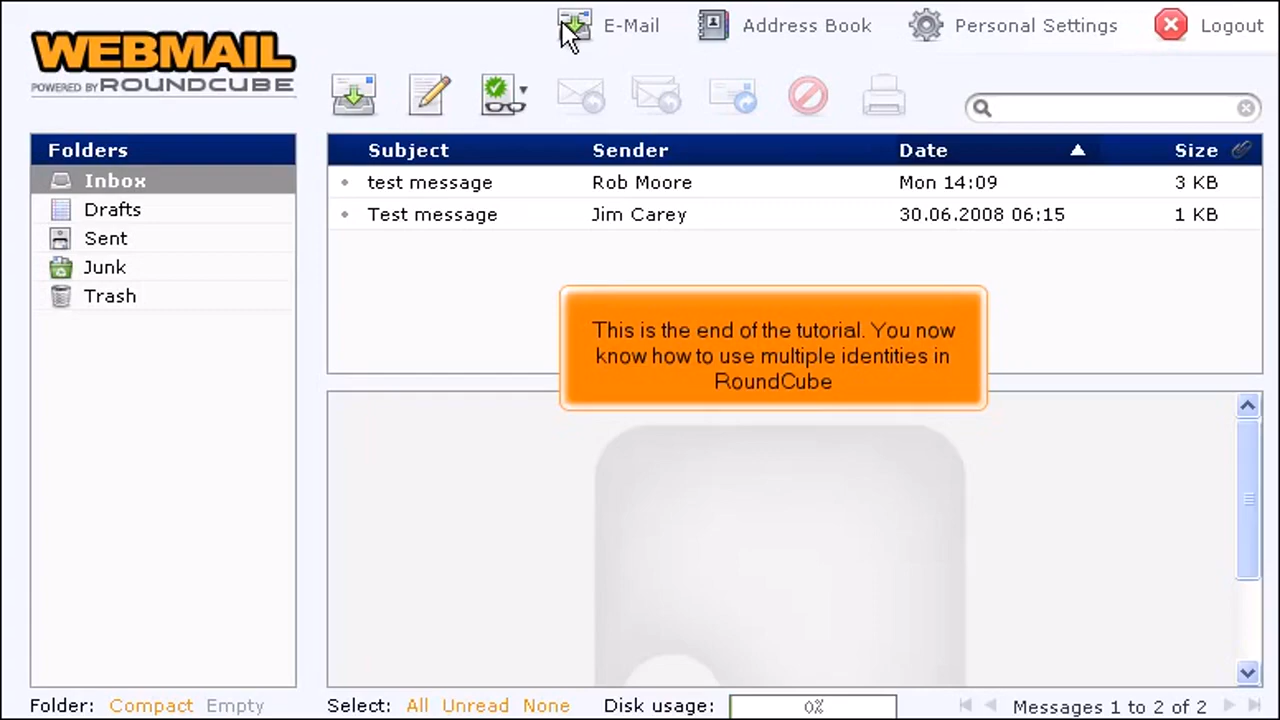 E-Mail Address Book Personal Settings Logout
WEBMAIL
POWERED BY ROUNDCUBE
Folders
Inbox
Drafts
Sent
Junk
Trash
Subject Sender Date Size
test message Rob Moore Mon 14:09 3 KB
Test message Jim Carey 30.06.2008 06:15 1 KB
This is the end of the tutorial. You now
know how to use multiple identities in
RoundCube
Folder: Compact Empty Select: All Unread None Disk usage: 0% Messages 1 to 2 of 2